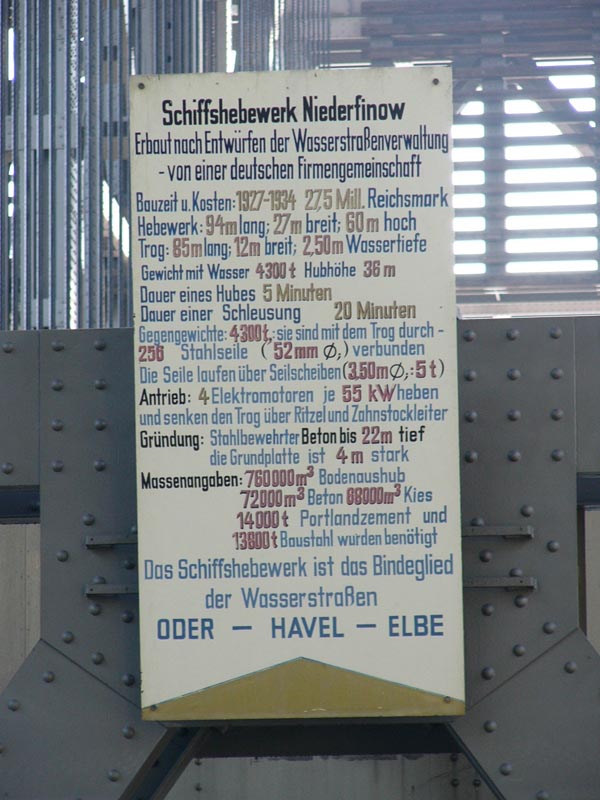 Schiffshebewerk Niederfinow
Erbaut nach Entwürfen der Wasserstraßenverwaltung
- von einer deutschen Firmengemeinschaft
Bauzeit u. Kosten: 1927-1934 27,5 Mill. Reichsmark
Hebewerk: 94m lang; 27m breit; 60m hoch
Trog: 85m lang; 12m breit; 2,50m Wassertiefe
Gewicht mit Wasser 4300t Hubhöhe 36m
Dauer eines Hubes 5 Minuten
Dauer einer Schleusung 20 Minuten
Gegengewichte: 4300t,: sie sind mit dem Trog durch-
256 Stahlseile (52mm Ø;) verbunden
Die Seile laufen über Seilscheiben (3,50m Ø;:5t)
Antrieb: 4 Elektromotoren je 55 kW heben
und senken den Trog über Ritzel und Zahnstockleiter
Gründung: Stahlbewehrter Beton bis 22m tief
die Grundplatte ist 4m stark
Massenangaben: 760000m³ Bodenaushub
72000m³ Beton 68000m³ Kies
14000t Portlandzement und
13800t Baustahl wurden benötigt
Das Schiffshebewerk ist das Bindeglied
der Wasserstraßen
ODER - HAVEL - ELBE